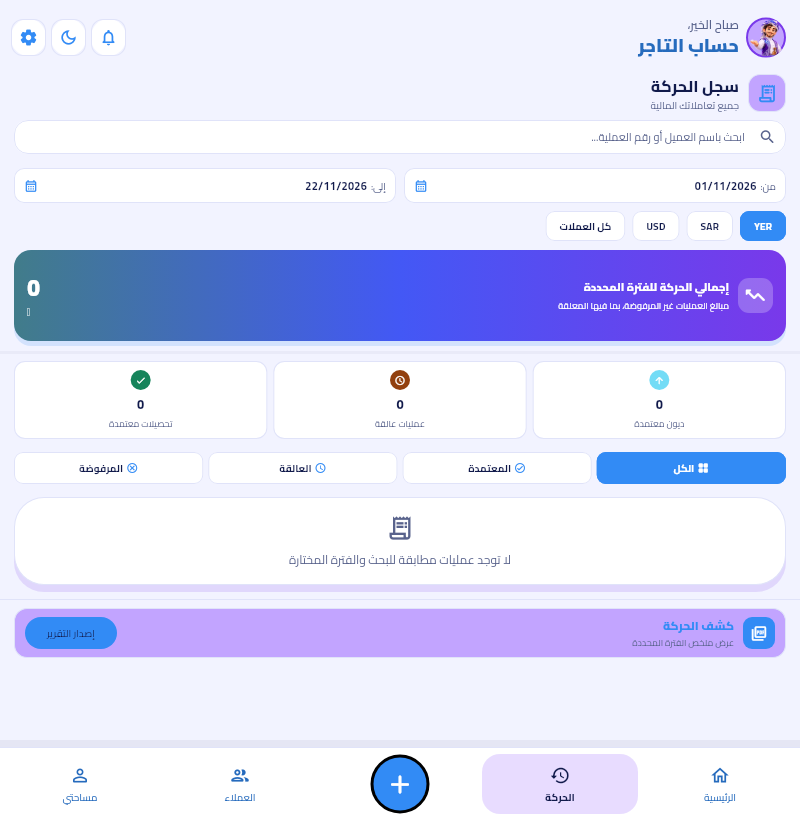 صباح الخير،
حساب التاجر
سجل الحركة
جميع تعاملاتك المالية
ابحث باسم العميل أو رقم العملية...
من: 01/11/2026
إلى: 22/11/2026
YER
SAR
USD
كل العملات
إجمالي الحركة للفترة المحددة
مبالغ العمليات غير المرفوضة، بما فيها المعلقة
0
0
ديون معتمدة
0
عمليات عالقة
0
تحصيلات معتمدة
الكل
المعتمدة
العالقة
المرفوضة
لا توجد عمليات مطابقة للبحث والفترة المختارة
كشف الحركة
عرض ملخص الفترة المحددة
إصدار التقرير
الرئيسية
الحركة
العملاء
مساحتي